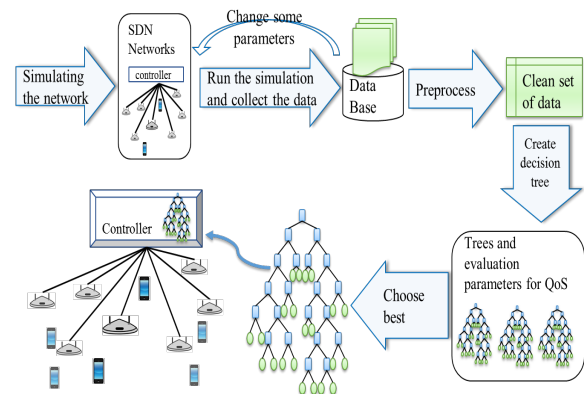 Change some
parameters
SDN
Networks
controller
Simulating
the network
Run the simulation
and collect the data
Data
Base
Preprocess
Clean set
of data
Create
decision
tree
Controller
Trees and
evaluation
parameters for QoS
Choose
best